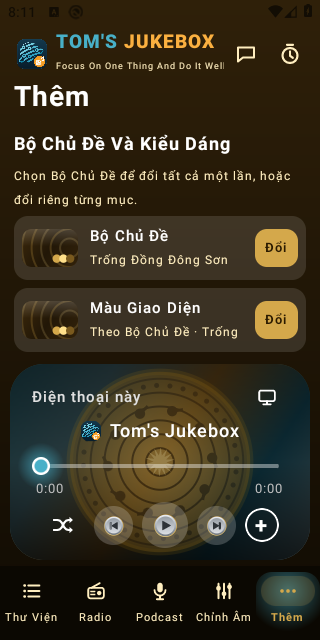 8:11
TOM'S JUKEBOX
Focus On One Thing And Do It Well
Thêm
Bộ Chủ Đề Và Kiểu Dáng
Chọn Bộ Chủ Đề để đổi tất cả một lần, hoặc
đổi riêng từng mục.
Bộ Chủ Đề
Trống Đồng Đông Sơn
Đổi
Màu Giao Diện
Theo Bộ Chủ Đề · Trống
Đổi
Điện thoại này
Tom's Jukebox
0:00
0:00
Thư Viện
Radio
Podcast
Chỉnh Âm
Thêm